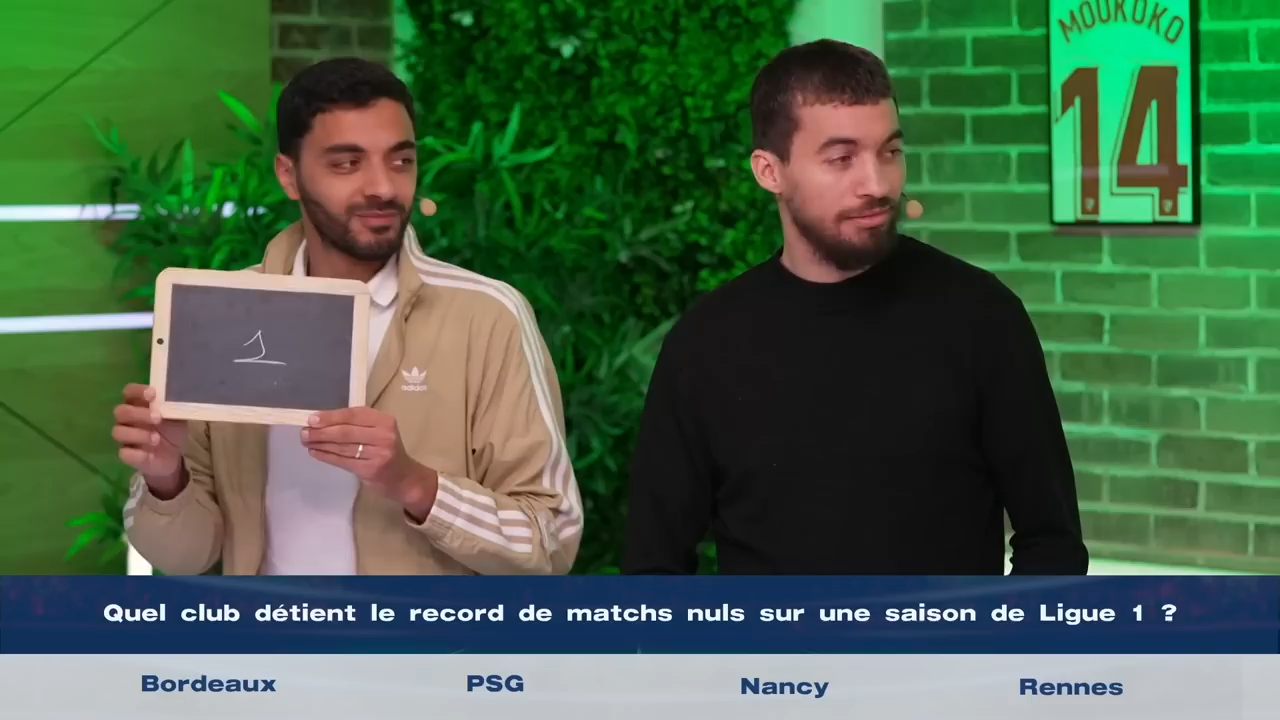 MOUKOKO
14
1
adidas
Quel club détient le record de matchs nuls sur une saison de Ligue 1 ?
Bordeaux PSG Nancy Rennes